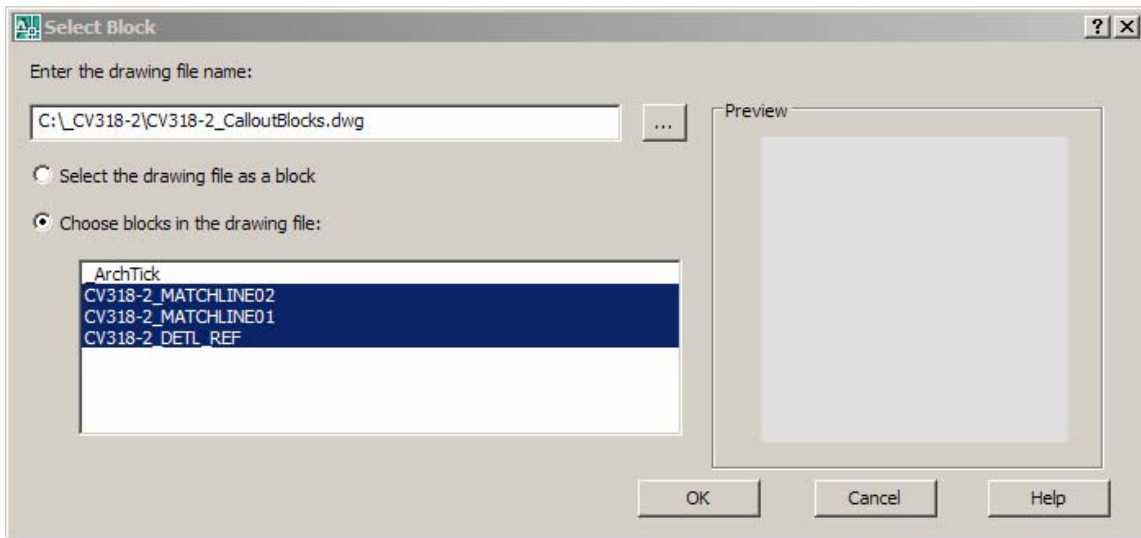 Select Block
Enter the drawing file name:
C:\_CV318-2\CV318-2_CalloutBlocks.dwg
...
Preview
Select the drawing file as a block
Choose blocks in the drawing file:
_ArchTick
CV318-2_MATCHLINE02
CV318-2_MATCHLINE01
CV318-2_DETL_REF
OK Cancel Help